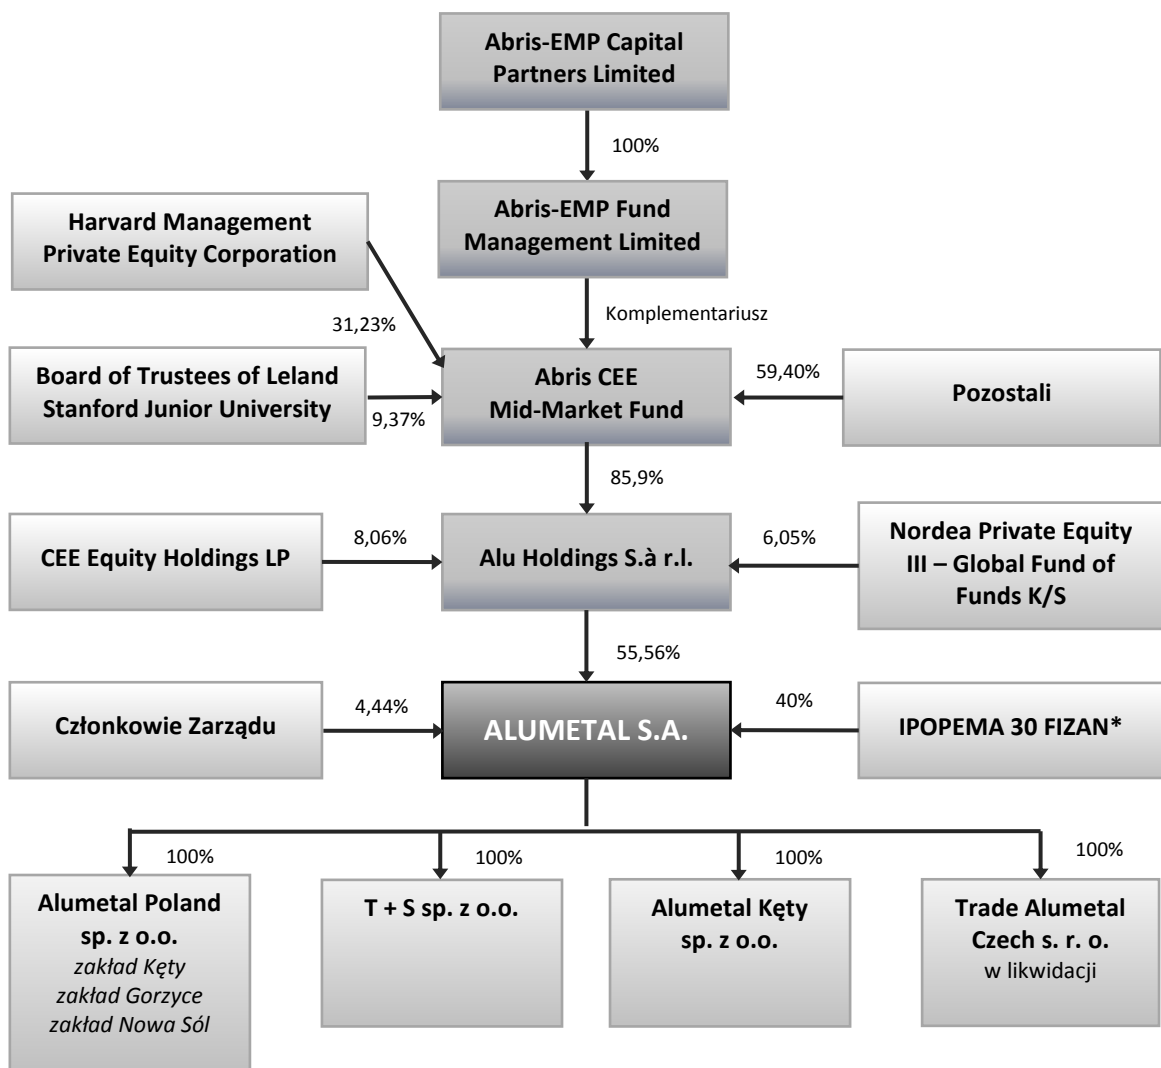 Abris-EMP Capital
Partners Limited
100%
Harvard Management
Private Equity Corporation
Abris-EMP Fund
Management Limited
Komplementariusz
31,23%
Board of Trustees of Leland
Stanford Junior University
9,37%
Abris CEE
Mid-Market Fund
59,40%
Pozostali
85,9%
CEE Equity Holdings LP
8,06%
Alu Holdings S.à r.l.
6,05%
Nordea Private Equity
III – Global Fund of
Funds K/S
55,56%
Członkowie Zarządu
4,44%
ALUMETAL S.A.
40%
IPOPEMA 30 FIZAN*
100%
100%
100%
100%
Alumetal Poland
sp. z o.o.
zakład Kęty
zakład Gorzyce
zakład Nowa Sól
T + S sp. z o.o.
Alumetal Kęty
sp. z o.o.
Trade Alumetal
Czech s. r. o.
w likwidacji